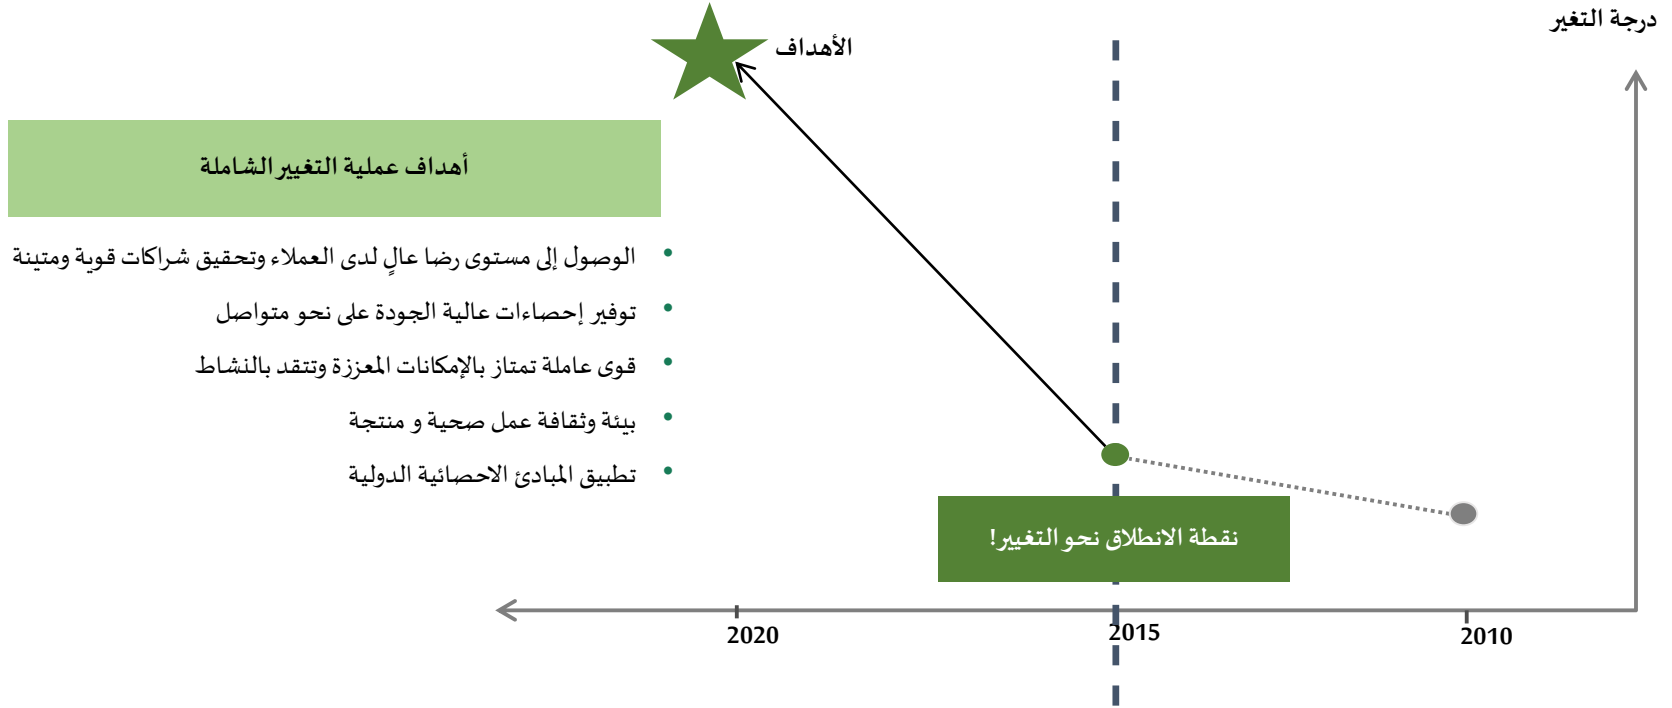 درجة التغير
الأهداف
أهداف عملية التغيير الشاملة
• الوصول إلى مستوى رضا عالٍ لدى العملاء وتحقيق شراكات قوية ومتينة
• توفير إحصاءات عالية الجودة على نحو متواصل
• قوى عاملة تمتاز بالإمكانات المعززة وتتقد بالنشاط
• بيئة وثقافة عمل صحية و منتجة
• تطبيق المبادئ الاحصائية الدولية
نقطة الانطلاق نحو التغيير!
2010
2015
2020